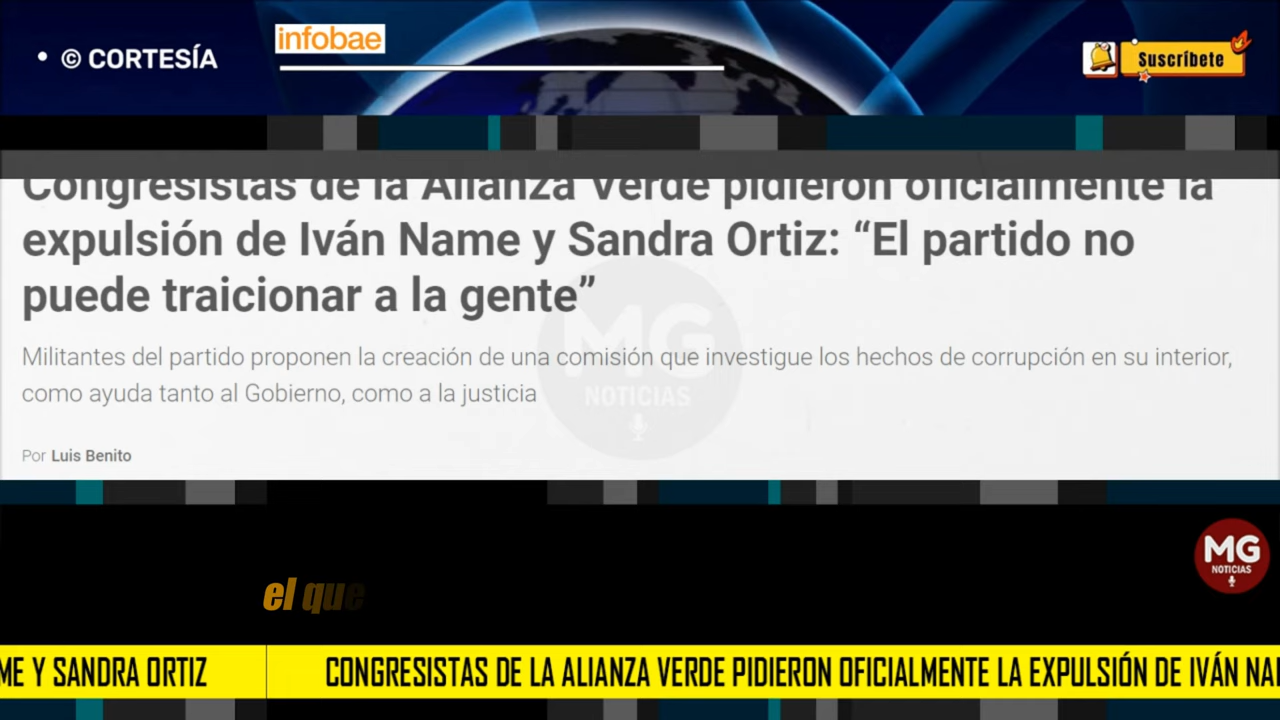 • © CORTESÍA
infobae
Suscríbete
Congresistas de la Alianza Verde pidieron oficialmente la
expulsión de Iván Name y Sandra Ortiz: “El partido no
puede traicionar a la gente”
Militantes del partido proponen la creación de una comisión que investigue los hechos de corrupción en su interior,
como ayuda tanto al Gobierno, como a la justicia
Por Luis Benito
MG
NOTICIAS
MG
NOTICIAS
el que
ME Y SANDRA ORTIZ
CONGRESISTAS DE LA ALIANZA VERDE PIDIERON OFICIALMENTE LA EXPULSIÓN DE IVÁN NA